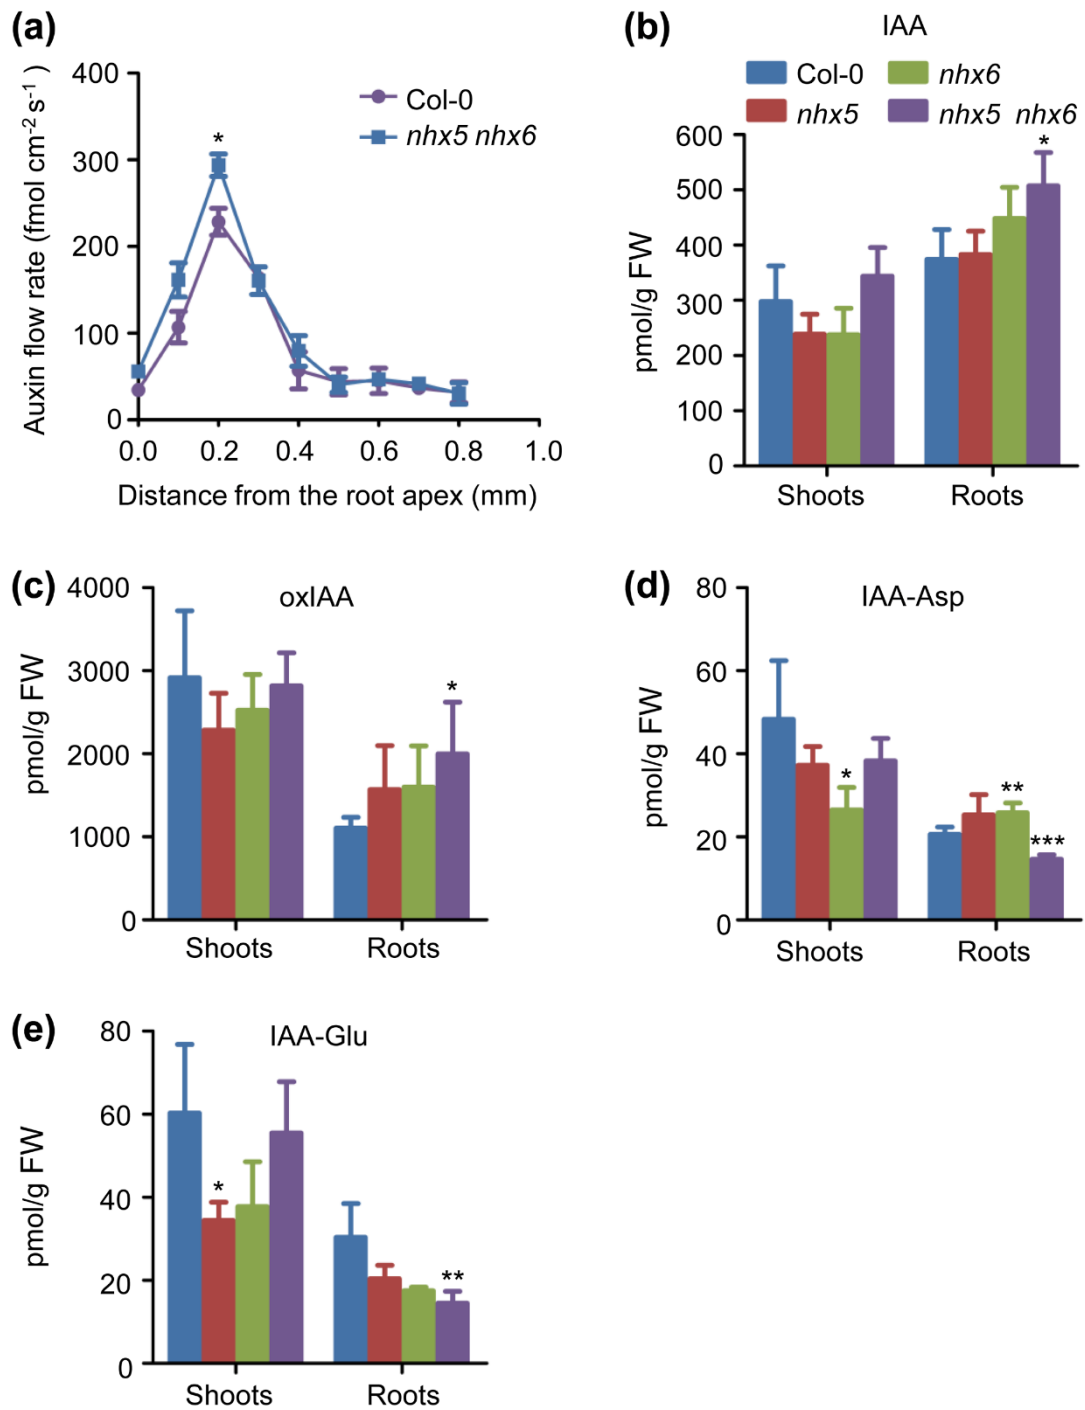 (a)
Auxin flow rate (fmol cm⁻² s⁻¹ )
400
300
200
100
0
0.0 0.2 0.4 0.6 0.8 1.0
Distance from the root apex (mm)
Col-0
nhx5 nhx6
*
(b)
IAA
Col-0 nhx6
nhx5 nhx5 nhx6
pmol/g FW
600
500
400
300
200
100
0
*
Shoots Roots
(c)
oxIAA
pmol/g FW
4000
3000
2000
1000
0
*
Shoots Roots
(d)
IAA-Asp
pmol/g FW
80
60
40
20
0
* ** ***
Shoots Roots
(e)
IAA-Glu
pmol/g FW
80
60
40
20
0
* **
Shoots Roots